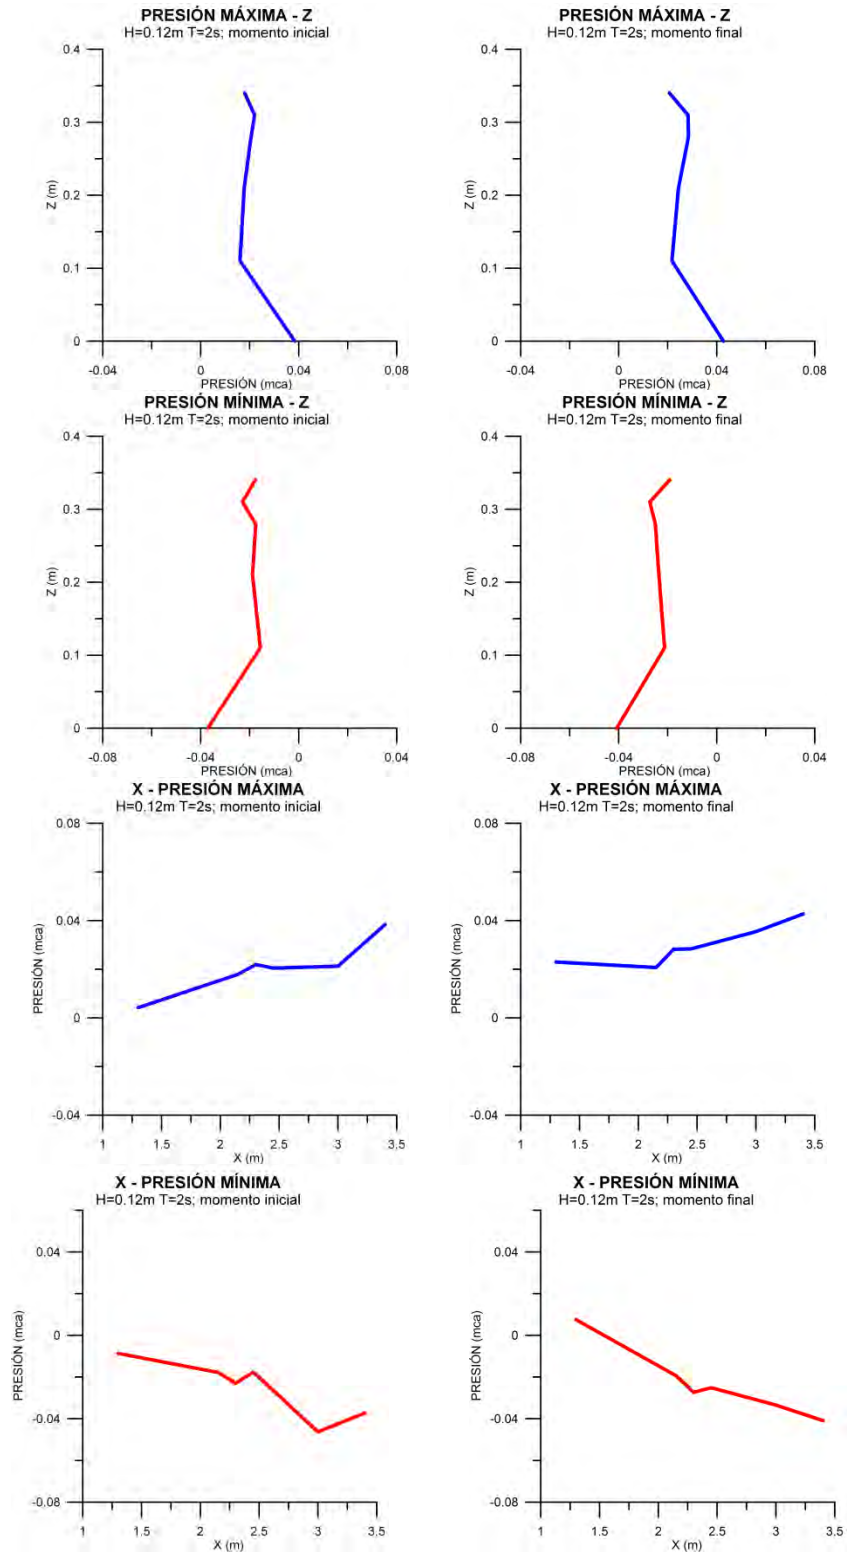 PRESIÓN MÁXIMA - Z
H=0.12m T=2s; momento inicial
0.4
0.3
0.2
0.1
0
Z (m)
-0.04 0 0.04 0.08
PRESIÓN (mca)
PRESIÓN MÁXIMA - Z
H=0.12m T=2s; momento final
0.4
0.3
0.2
0.1
0
Z (m)
-0.04 0 0.04 0.08
PRESIÓN (mca)
PRESIÓN MÍNIMA - Z
H=0.12m T=2s; momento inicial
0.4
0.3
0.2
0.1
0
Z (m)
-0.08 -0.04 0 0.04
PRESIÓN (mca)
PRESIÓN MÍNIMA - Z
H=0.12m T=2s; momento final
0.4
0.3
0.2
0.1
0
Z (m)
-0.08 -0.04 0 0.04
PRESIÓN (mca)
X - PRESIÓN MÁXIMA
H=0.12m T=2s; momento inicial
0.08
0.04
0
-0.04
PRESIÓN (mca)
1 1.5 2 2.5 3 3.5
X (m)
X - PRESIÓN MÁXIMA
H=0.12m T=2s; momento final
0.08
0.04
0
-0.04
PRESIÓN (mca)
1 1.5 2 2.5 3 3.5
X (m)
X - PRESIÓN MÍNIMA
H=0.12m T=2s; momento inicial
0.04
0
-0.04
-0.08
PRESIÓN (mca)
1 1.5 2 2.5 3 3.5
X (m)
X - PRESIÓN MÍNIMA
H=0.12m T=2s; momento final
0.04
0
-0.04
-0.08
PRESIÓN (mca)
1 1.5 2 2.5 3 3.5
X (m)